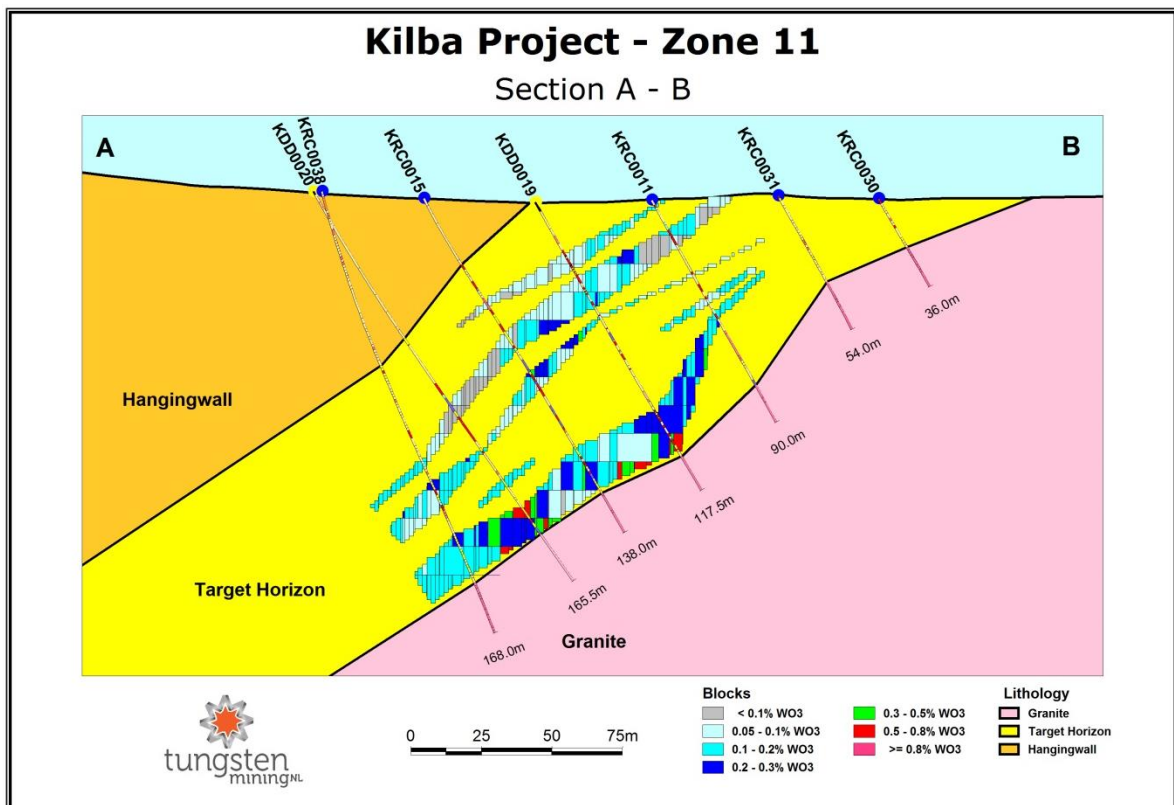 Kilba Project - Zone 11
Section A - B
A
B
KDD0020
KRC0038
KRC0015
KDD0019
KRC0011
KRC0031
KRC0030
36.0m
54.0m
90.0m
117.5m
138.0m
165.5m
168.0m
Hangingwall
Target Horizon
Granite
tungsten
miningNL
0 25 50 75m
Blocks
< 0.1% WO3
0.05 - 0.1% WO3
0.1 - 0.2% WO3
0.2 - 0.3% WO3
0.3 - 0.5% WO3
0.5 - 0.8% WO3
>= 0.8% WO3
Lithology
Granite
Target Horizon
Hangingwall